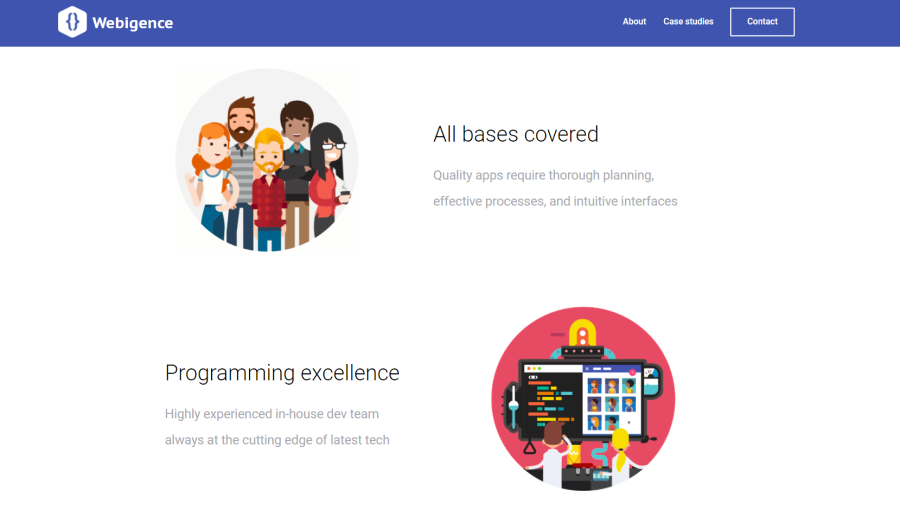 {} Webigence
About
Case studies
Contact
All bases covered
Quality apps require thorough planning,
effective processes, and intuitive interfaces
Programming excellence
Highly experienced in-house dev team
always at the cutting edge of latest tech